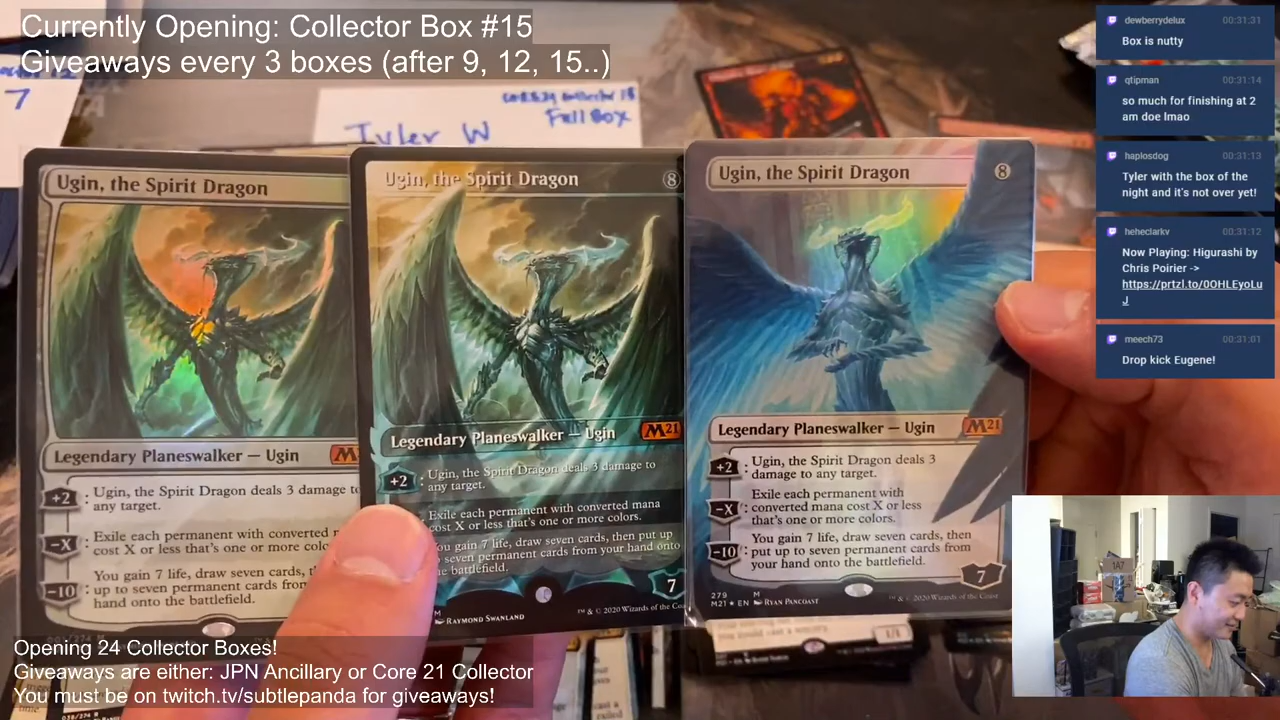 Currently Opening: Collector Box #15
Giveaways every 3 boxes (after 9, 12, 15..)
7
Tyler W
Full Box
Ugin, the Spirit Dragon
Legendary Planeswalker — Ugin
+2 : Ugin, the Spirit Dragon deals 3 damage to
any target.
-X : Exile each permanent with converted
cost X or less that's one or more
-10 : You gain 7 life, draw seven cards,
up to seven permanent cards from
hand onto the battlefield.
Ugin, the Spirit Dragon 8
Legendary Planeswalker — Ugin M21
+2 : Ugin, the Spirit Dragon deals 3 damage to
any target.
Exile each permanent with converted mana
cost X or less that's one or more colors.
You gain 7 life, draw seven cards, then put up
seven permanent cards from your hand onto
the battlefield.
7
M
RAYMOND SWANLAND
™ & © 2020 Wizards of the
Ugin, the Spirit Dragon 8
Legendary Planeswalker — Ugin M21
+2 : Ugin, the Spirit Dragon deals 3
damage to any target.
-X : Exile each permanent with
converted mana cost X or less
that's one or more colors.
-10 : You gain 7 life, draw seven cards, then
put up to seven permanent cards from
your hand onto the battlefield.
7
279 M
M21 ★ EN RYAN PANCOAST
™ & © 2020 Wizards of the Coast
dewberrydelux 00:31:31
Box is nutty
qtipman 00:31:14
so much for finishing at 2
am doe lmao
haplosdog 00:31:13
Tyler with the box of the
night and it's not over yet!
heheclarkv 00:31:12
Now Playing: Higurashi by
Chris Poirier ->
https://prtzl.to/0OHLEyoLu
J
meech73 00:31:01
Drop kick Eugene!
Opening 24 Collector Boxes!
Giveaways are either: JPN Ancillary or Core 21 Collector
You must be on twitch.tv/subtlepanda for giveaways!